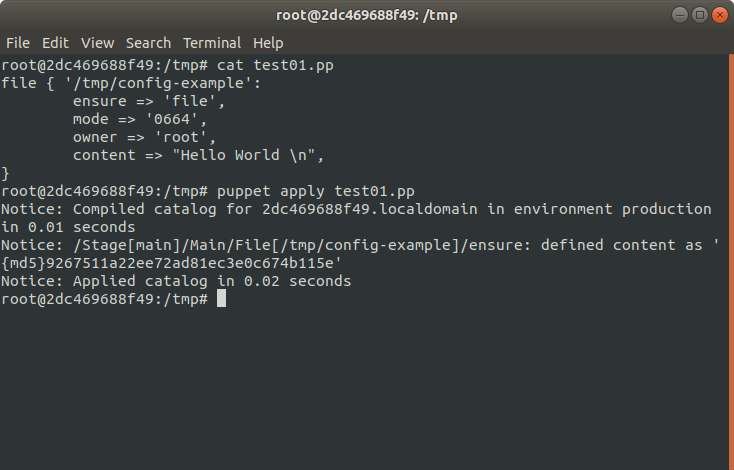 root@2dc469688f49: /tmp
File Edit View Search Terminal Help
root@2dc469688f49:/tmp# cat test01.pp
file { '/tmp/config-example':
        ensure => 'file',
        mode => '0664',
        owner => 'root',
        content => "Hello World \n",
}
root@2dc469688f49:/tmp# puppet apply test01.pp
Notice: Compiled catalog for 2dc469688f49.localdomain in environment production
in 0.01 seconds
Notice: /Stage[main]/Main/File[/tmp/config-example]/ensure: defined content as '
{md5}9267511a22ee72ad81ec3e0c674b115e'
Notice: Applied catalog in 0.02 seconds
root@2dc469688f49:/tmp#